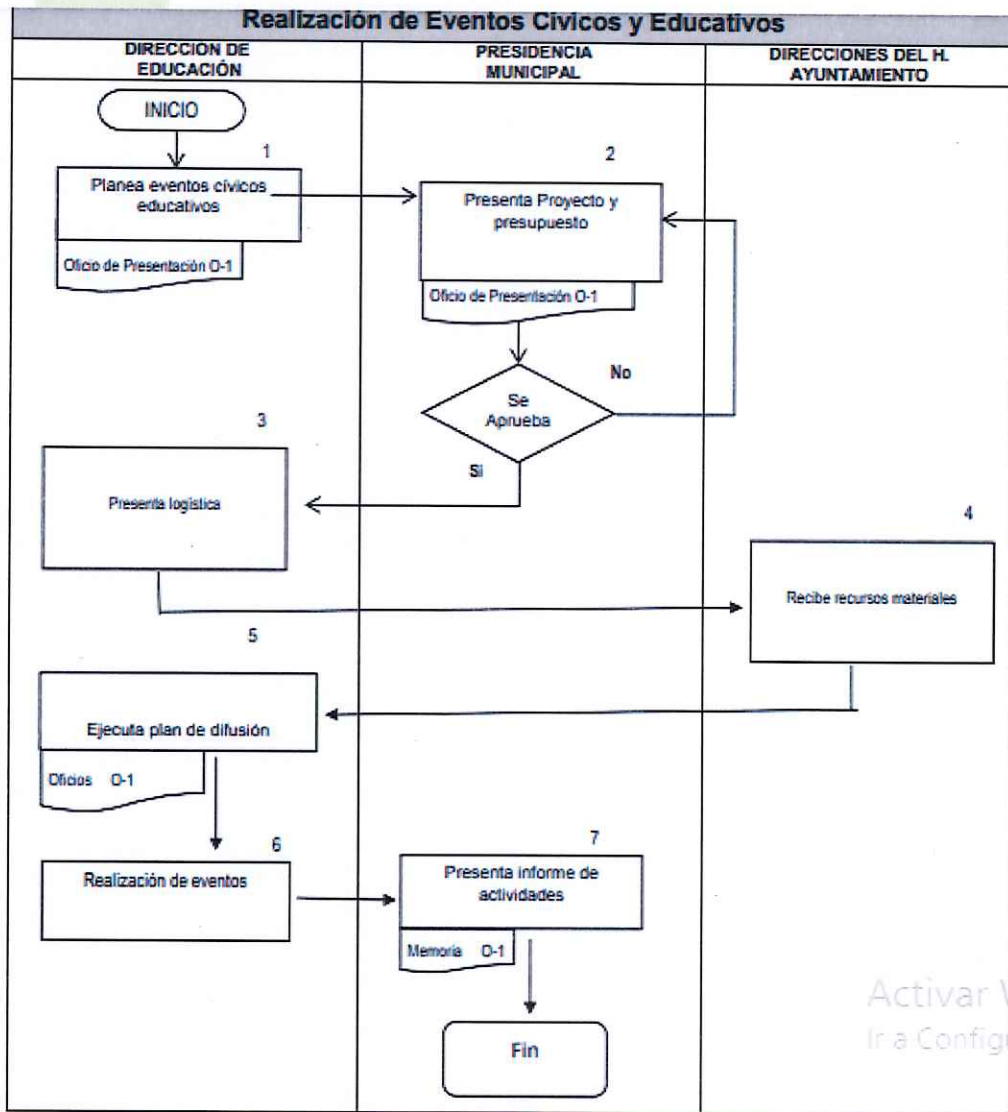 Realización de Eventos Cívicos y Educativos
DIRECCIÓN DE
EDUCACIÓN
PRESIDENCIA
MUNICIPAL
DIRECCIONES DEL H.
AYUNTAMIENTO
INICIO
1
Planea eventos cívicos
educativos
Oficio de Presentación O-1
2
Presenta Proyecto y
presupuesto
Oficio de Presentación O-1
Se
Aprueba
No
Si
3
Presenta logística
4
Recibe recursos materiales
5
Ejecuta plan de difusión
Oficios O-1
6
Realización de eventos
7
Presenta informe de
actividades
Memoria O-1
Fin
Activar
Ir a